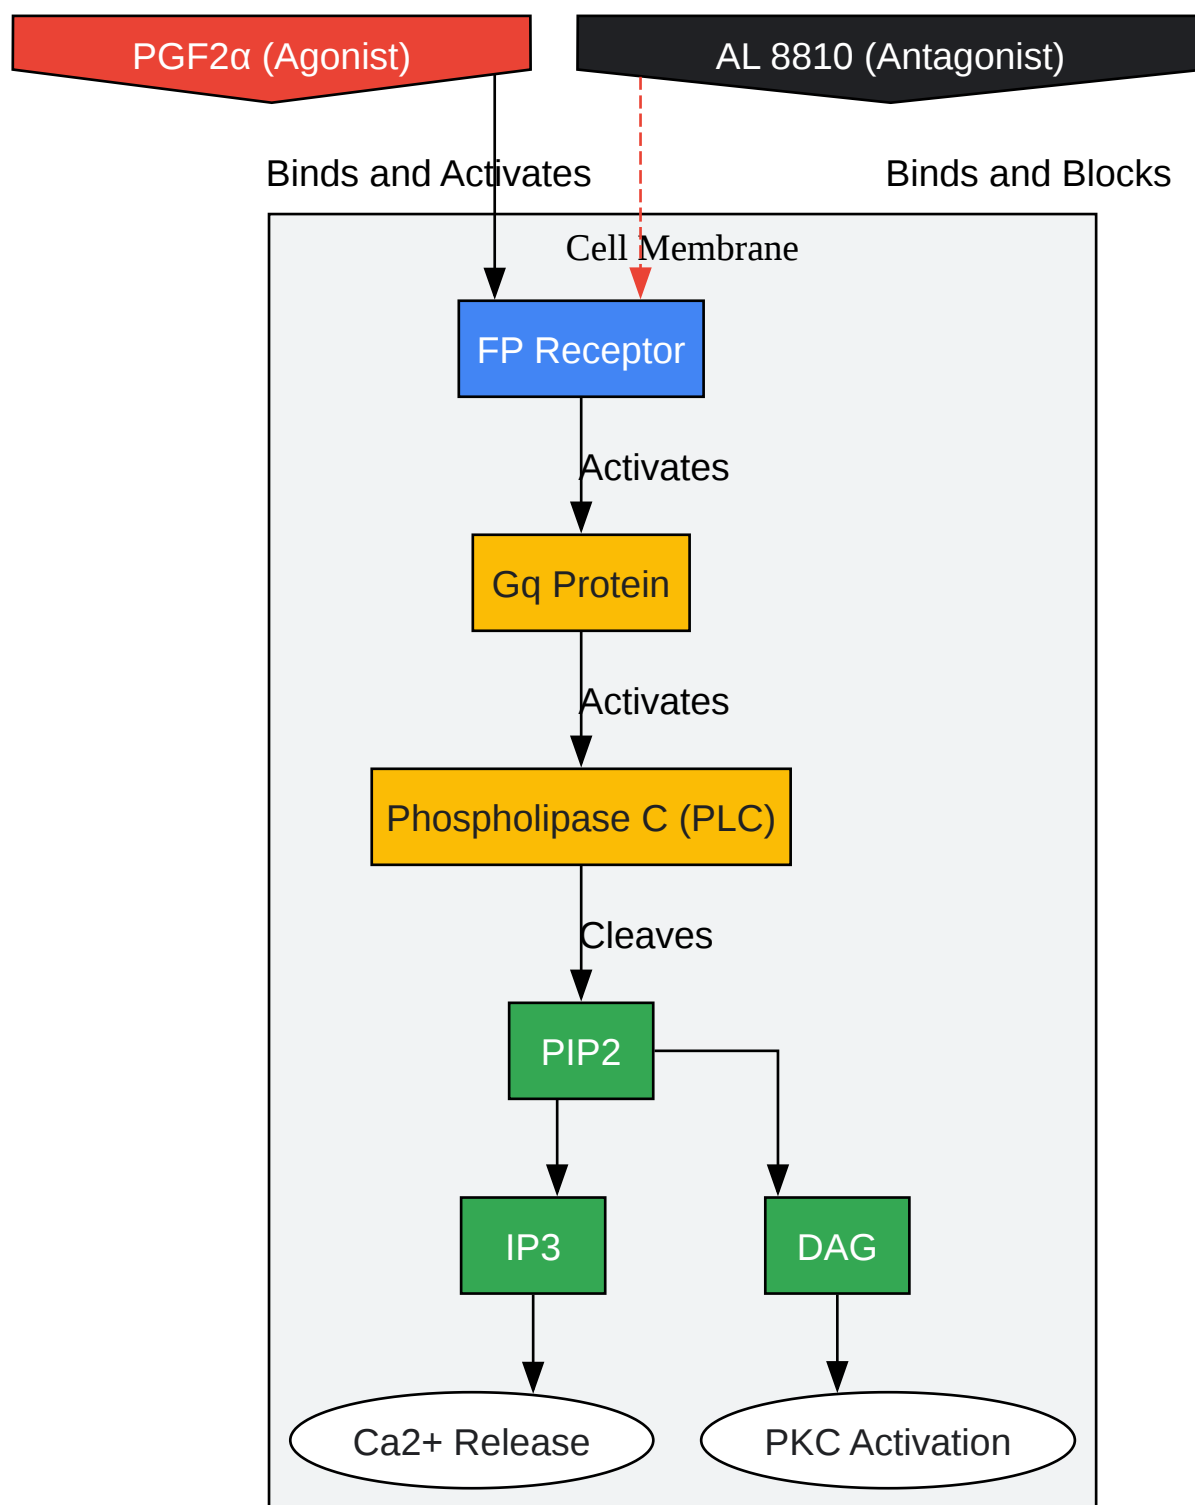 PGF2α (Agonist)
AL 8810 (Antagonist)
Binds and Activates
Binds and Blocks
Cell Membrane
FP Receptor
Activates
Gq Protein
Activates
Phospholipase C (PLC)
Cleaves
PIP2
IP3
DAG
Ca2+ Release
PKC Activation